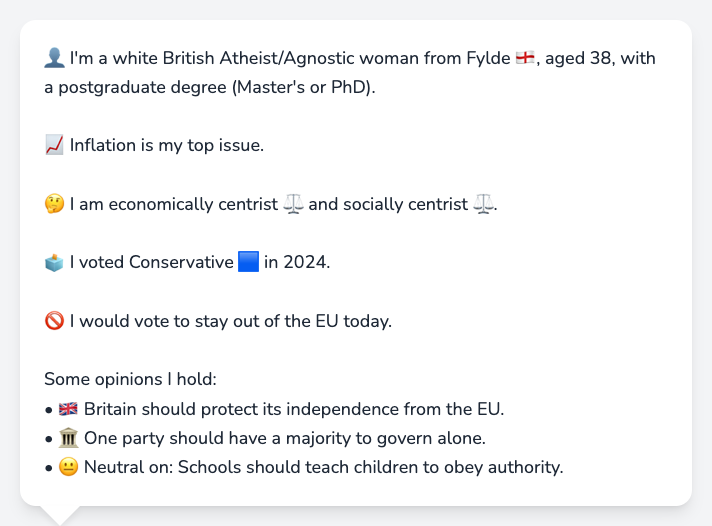 👤 I'm a white British Atheist/Agnostic woman from Fylde 🏴󠁧󠁢󠁥󠁮󠁧󠁿, aged 38, with
a postgraduate degree (Master's or PhD).
📈 Inflation is my top issue.
🤔 I am economically centrist ⚖️ and socially centrist ⚖️.
🗳️ I voted Conservative 🟦 in 2024.
🚫 I would vote to stay out of the EU today.
Some opinions I hold:
• 🇬🇧 Britain should protect its independence from the EU.
• 🏛️ One party should have a majority to govern alone.
• 😐 Neutral on: Schools should teach children to obey authority.